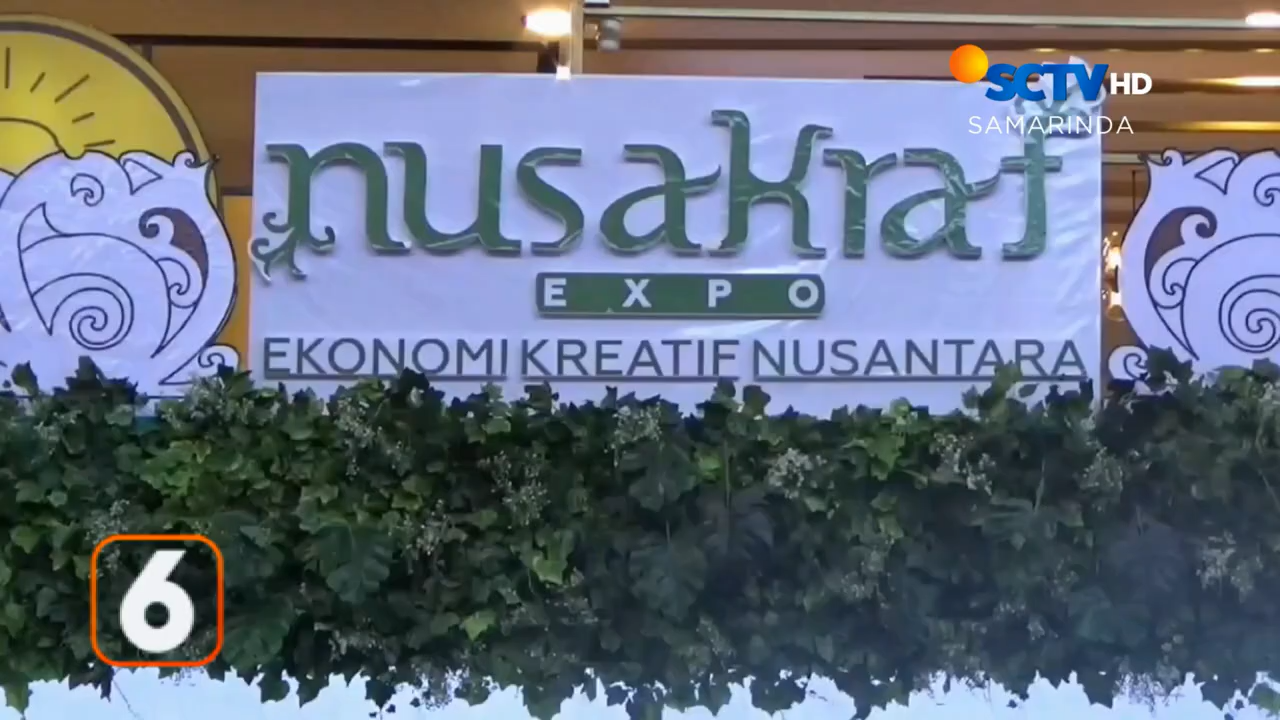 SCTV HD
SAMARINDA
nusakraf
EXPO
EKONOMI KREATIF NUSANTARA
6